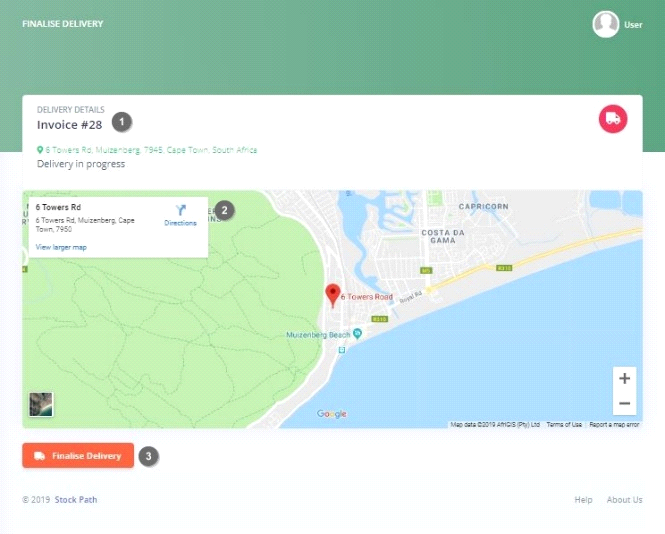 FINALISE DELIVERY
User
DELIVERY DETAILS
Invoice #28
1
6 Towers Rd, Muizenberg, 7945, Cape Town, South Africa
Delivery in progress
6 Towers Rd
6 Towers Rd, Muizenberg, Cape
Town, 7950
Directions
View larger map
2
CAPRICORN
COSTA DA
GAMA
M5
R310
6 Towers Road
Royal Rd
R310
Muizenberg Beach
Google
+
−
Map data ©2019 AfriGIS (Pty) Ltd
Terms of Use
Report a map error
Finalise Delivery
3
© 2019 Stock Path
Help
About Us